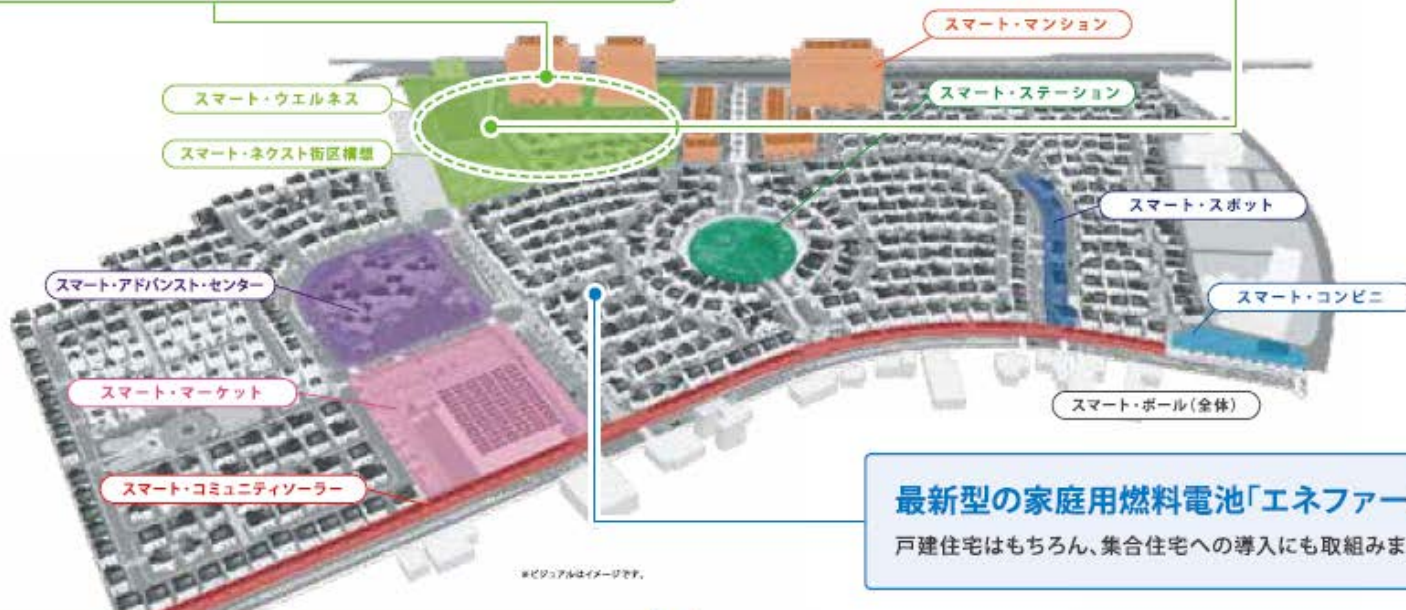 スマート・マンション
スマート・ウエルネス
スマート・ステーション
スマート・ネクスト街区構想
スマート・スポット
スマート・アドバンスト・センター
スマート・コンビニ
スマート・マーケット
スマート・ポール(全体)
スマート・コミュニティソーラー
最新型の家庭用燃料電池「エネファー
戸建住宅はもちろん、集合住宅への導入にも取組みま
※ビジュアルはイメージです。